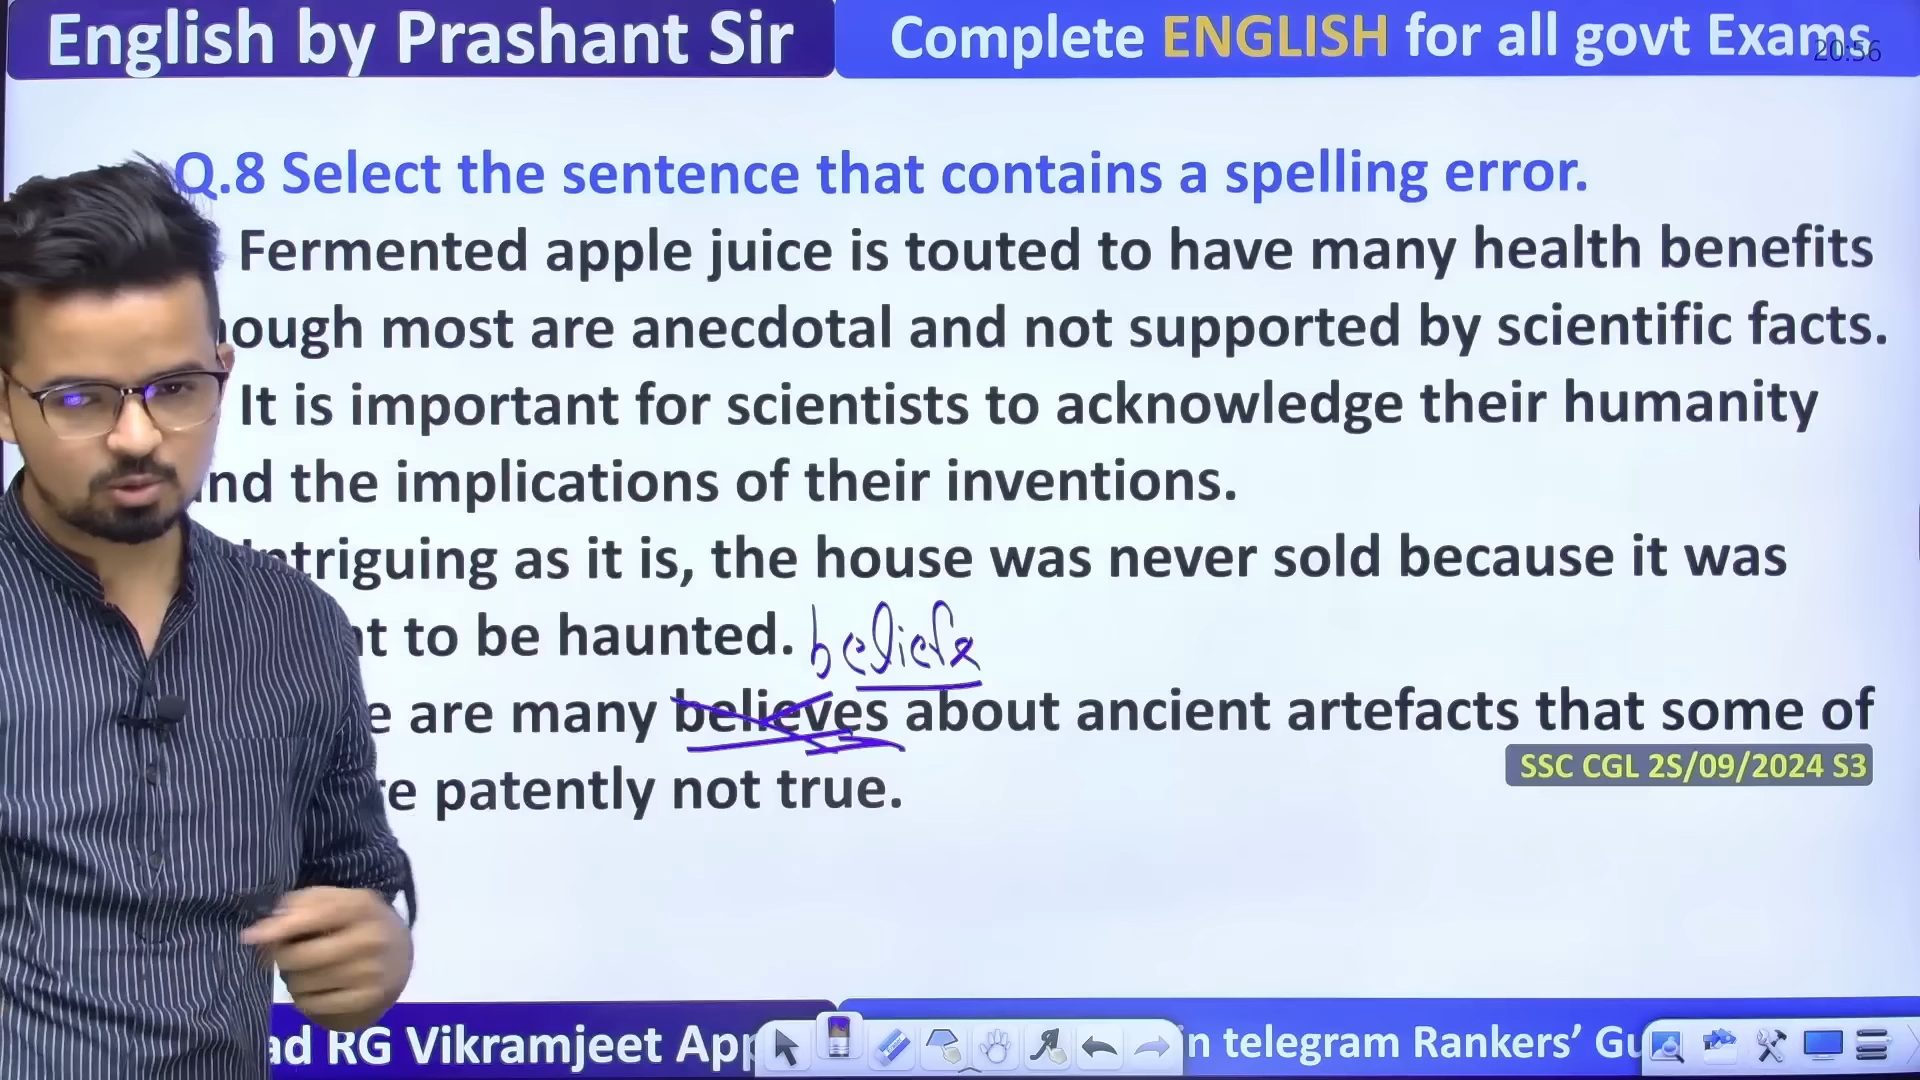 English by Prashant Sir
Complete ENGLISH for all govt Exams
20:56
Q.8 Select the sentence that contains a spelling error.
Fermented apple juice is touted to have many health benefits
ough most are anecdotal and not supported by scientific facts.
It is important for scientists to acknowledge their humanity
nd the implications of their inventions.
ntriguing as it is, the house was never sold because it was
t to be haunted. beliefs
e are many believes about ancient artefacts that some of
SSC CGL 2S/09/2024 S3
re patently not true.
ad RG Vikramjeet App
n telegram Rankers’ Gu